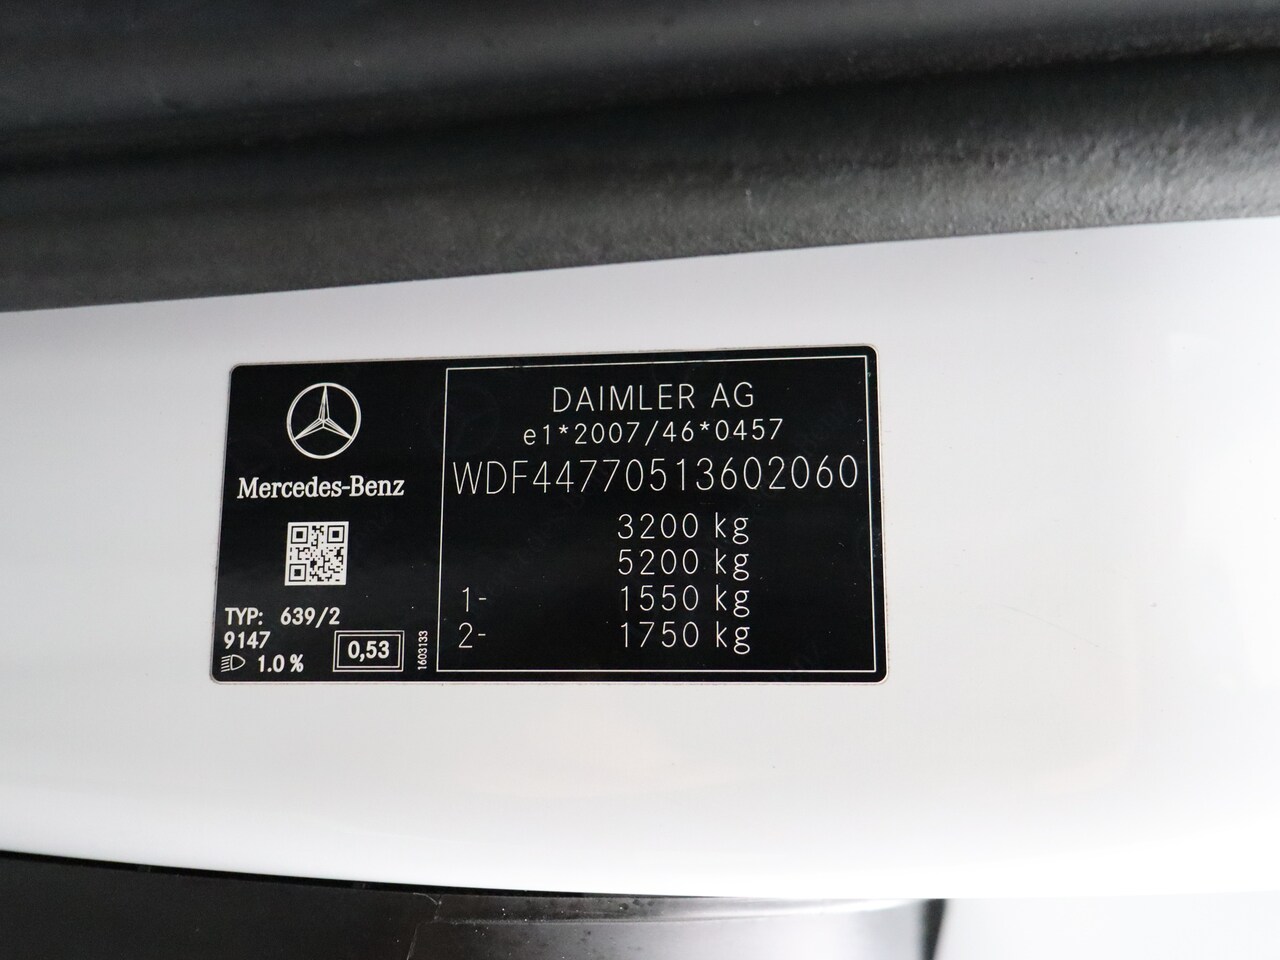 Mercedes-Benz
TYP: 639/2
9147
1.0 %
0,53
1603133
DAIMLER AG
e1*2007/46*0457
WDF44770513602060
3200 kg
5200 kg
1- 1550 kg
2- 1750 kg